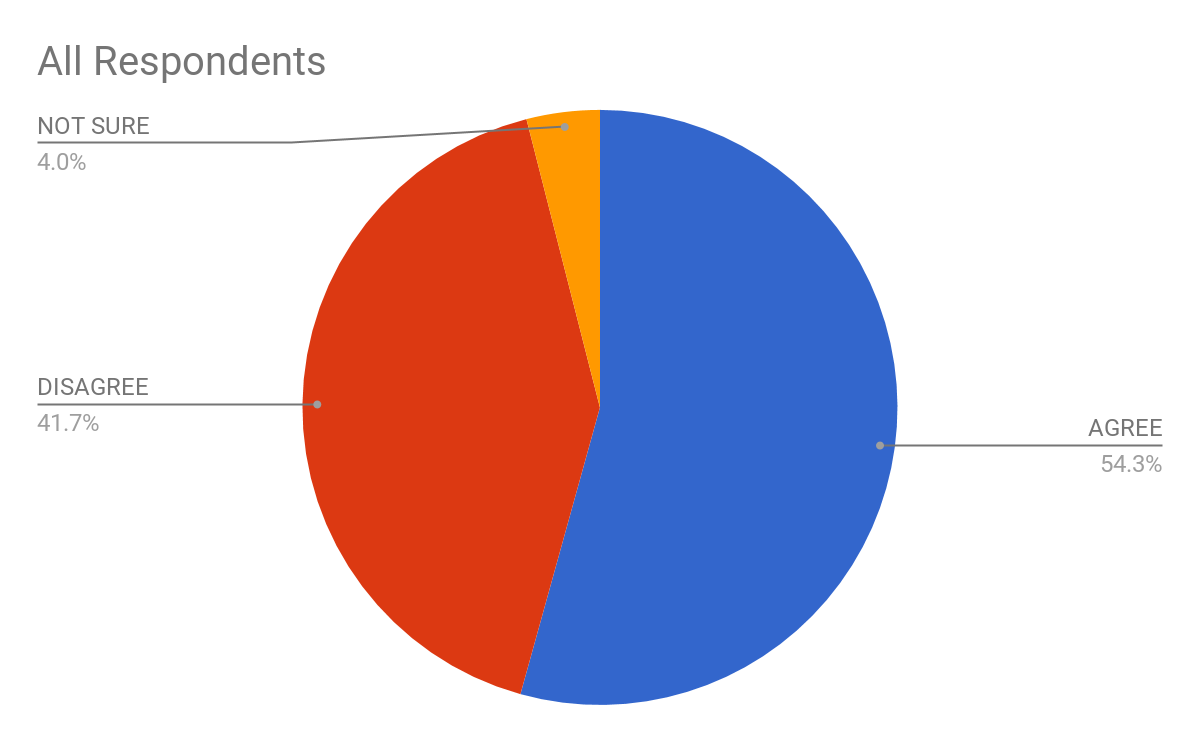 All Respondents
NOT SURE
4.0%
DISAGREE
41.7%
AGREE
54.3%